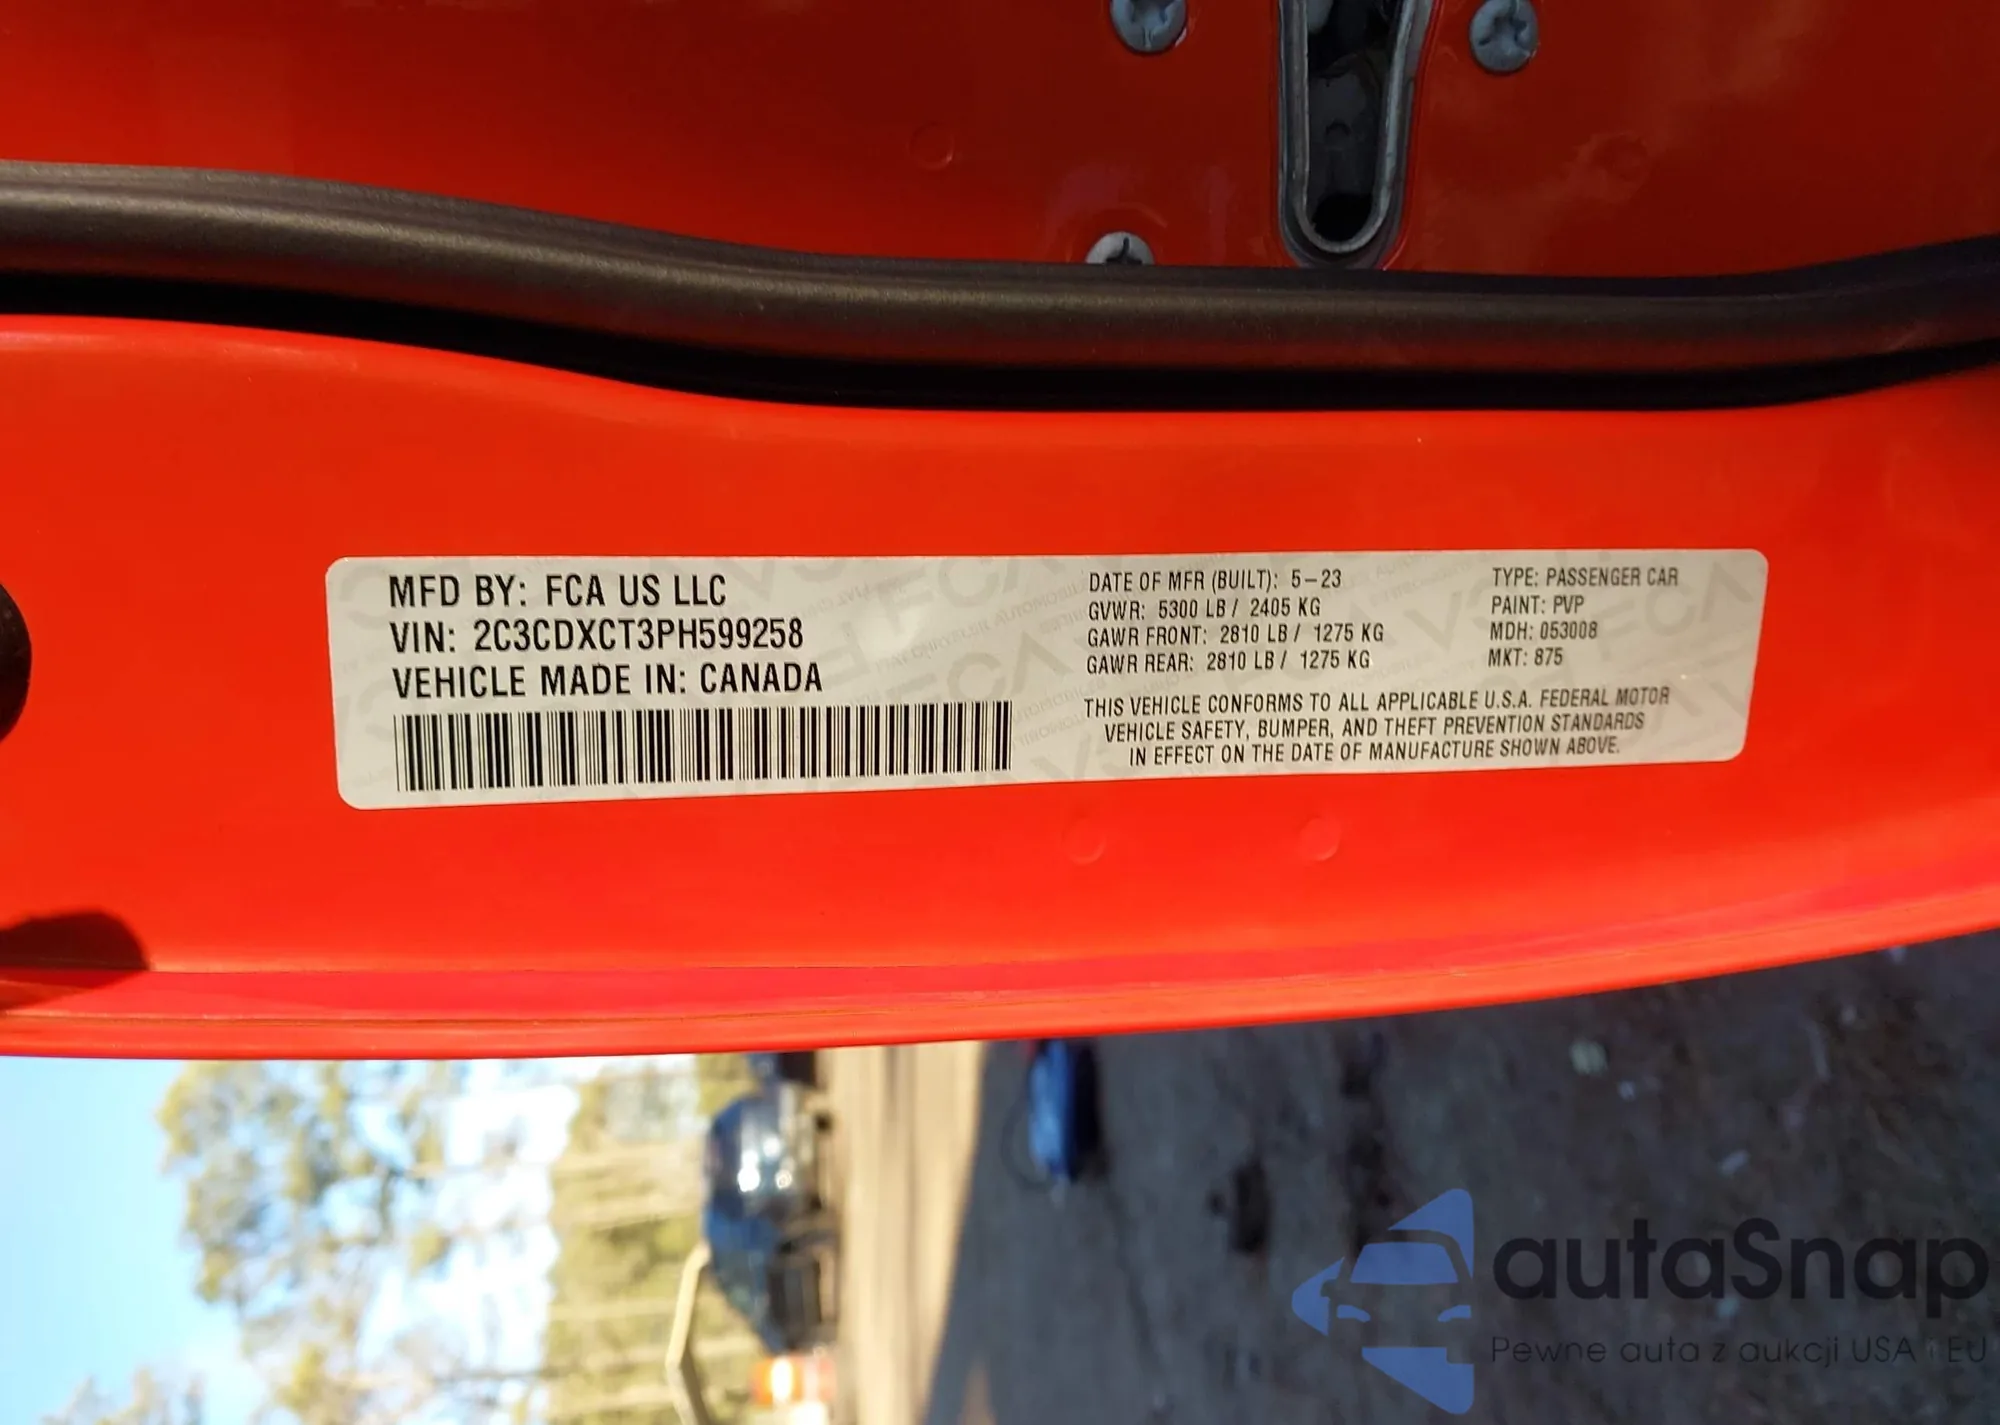 MFD BY: FCA US LLC
VIN: 2C3CDXCT3PH599258
VEHICLE MADE IN: CANADA
DATE OF MFR (BUILT): 5-23
GVWR: 5300 LB / 2405 KG
GAWR FRONT: 2810 LB / 1275 KG
GAWR REAR: 2810 LB / 1275 KG
TYPE: PASSENGER CAR
PAINT: PVP
MDH: 053008
MKT: 875
THIS VEHICLE CONFORMS TO ALL APPLICABLE U.S.A. FEDERAL MOTOR
VEHICLE SAFETY, BUMPER, AND THEFT PREVENTION STANDARDS
IN EFFECT ON THE DATE OF MANUFACTURE SHOWN ABOVE.
autaSnap
Pewne auta z aukcji USA i EU